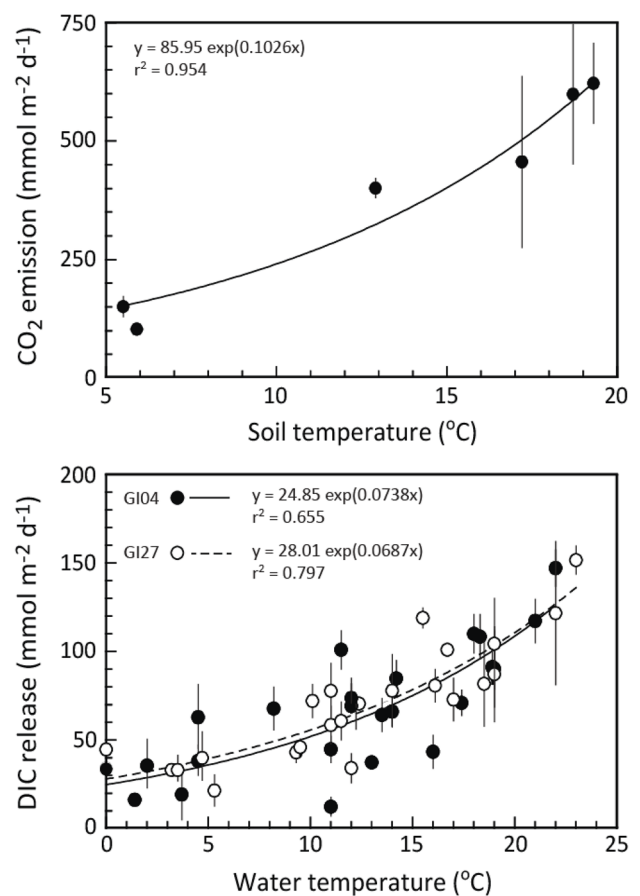 750
y = 85.95 exp(0.1026x)
r² = 0.954
500
250
0
CO₂ emission (mmol m⁻² d⁻¹)
5 10 15 20
Soil temperature (°C)
200
GI04 y = 24.85 exp(0.0738x)
r² = 0.655
GI27 y = 28.01 exp(0.0687x)
r² = 0.797
150
100
50
0
DIC release (mmol m⁻² d⁻¹)
0 5 10 15 20 25
Water temperature (°C)